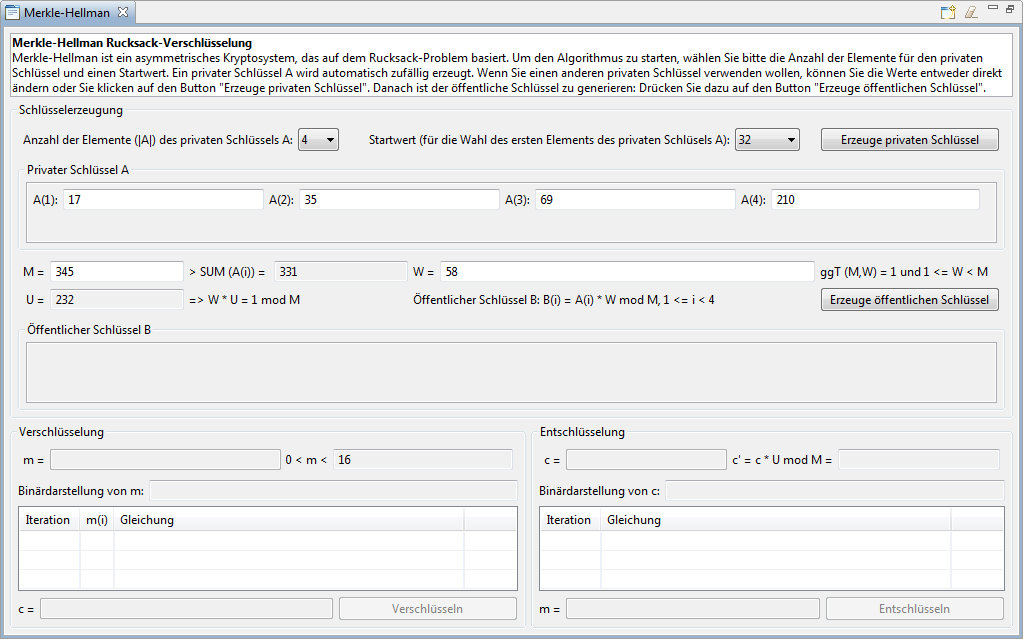 Merkle-Hellman
Merkle-Hellman Rucksack-Verschlüsselung
Merkle-Hellman ist ein asymmetrisches Kryptosystem, das auf dem Rucksack-Problem basiert. Um den Algorithmus zu starten, wählen Sie bitte die Anzahl der Elemente für den privaten
Schlüssel und einen Startwert. Ein privater Schlüssel A wird automatisch zufällig erzeugt. Wenn Sie einen anderen privaten Schlüssel verwenden wollen, können Sie die Werte entweder direkt
ändern oder Sie klicken auf den Button "Erzeuge privaten Schlüssel". Danach ist der öffentliche Schlüssel zu generieren: Drücken Sie dazu auf den Button "Erzeuge öffentlichen Schlüssel".
Schlüsselerzeugung
Anzahl der Elemente (|A|) des privaten Schlüssels A: 4 Startwert (für die Wahl des ersten Elements des privaten Schlüsels A): 32 Erzeuge privaten Schlüssel
Privater Schlüssel A
A(1): 17 A(2): 35 A(3): 69 A(4): 210
M = 345 > SUM (A(i)) = 331 W = 58 ggT (M,W) = 1 und 1 <= W < M
U = 232 => W * U = 1 mod M Öffentlicher Schlüssel B: B(i) = A(i) * W mod M, 1 <= i < 4 Erzeuge öffentlichen Schlüssel
Öffentlicher Schlüssel B
Verschlüsselung
m = 0 < m < 16
Binärdarstellung von m:
Iteration m(i) Gleichung
c = Verschlüsseln
Entschlüsselung
c = c' = c * U mod M =
Binärdarstellung von c:
Iteration Gleichung
m = Entschlüsseln